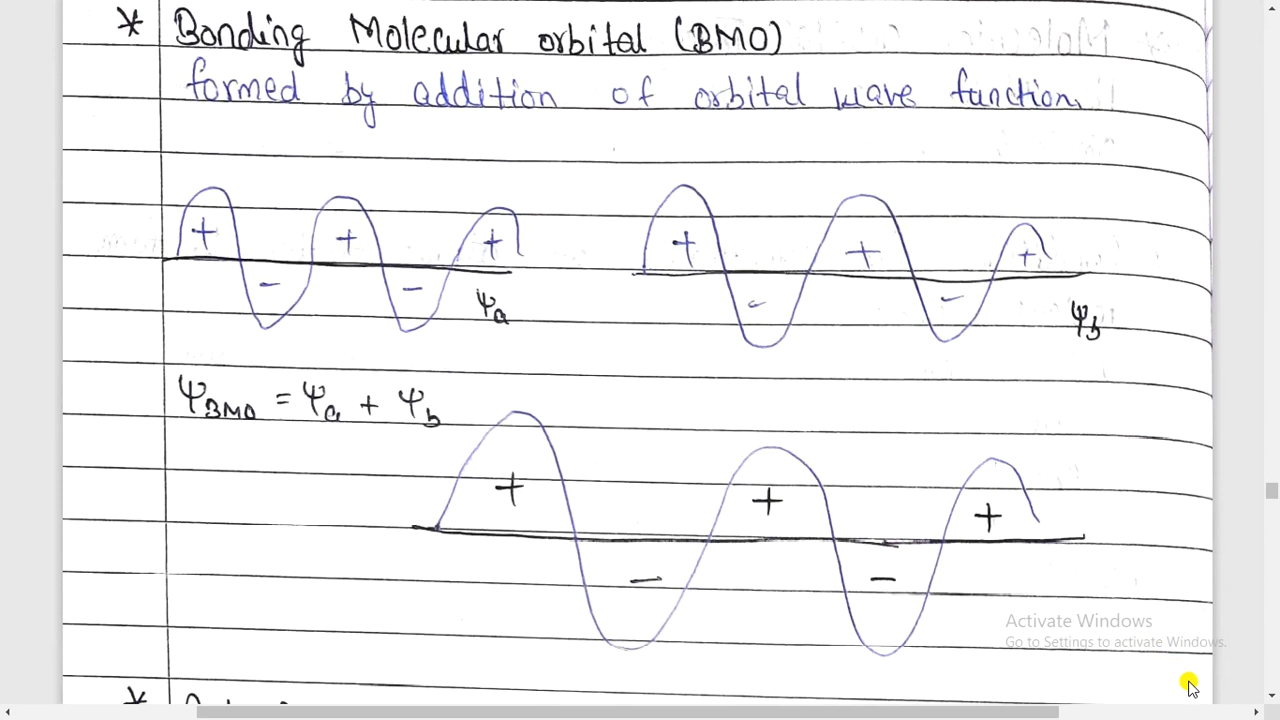 * Bonding Molecular orbital (BMO)
formed by addition of orbital wave function,
+ + + + + +
- - - -
ψa ψb
ψBMO = ψa + ψb
+ + +
- -
Activate Windows
Go to Settings to activate Windows.
*